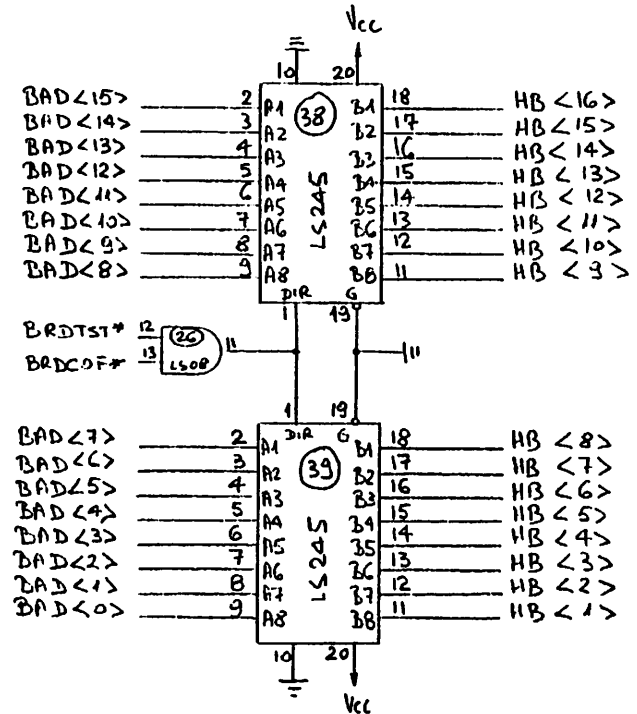 Vcc
10 20
BAD<15> 2 A1 38 B1 18 HB <16>
BAD<14> 3 A2 B2 17 HB <15>
BAD<13> 4 A3 B3 16 HB <14>
BAD<12> 5 A4 B4 15 HB <13>
BAD<11> 6 A5 LS245 B5 14 HB <12>
BAD<10> 7 A6 B6 13 HB <11>
BAD<9> 8 A7 B7 12 HB <10>
BAD<8> 9 A8 B8 11 HB <9>
DIR G
1 19
BRDTST* 12 26 11
BRDCOF* 13 LS08
1 19
DIR G
BAD<7> 2 A1 39 B1 18 HB <8>
BAD<6> 3 A2 B2 17 HB <7>
BAD<5> 4 A3 B3 16 HB <6>
BAD<4> 5 A4 B4 15 HB <5>
BAD<3> 6 A5 LS245 B5 14 HB <4>
BAD<2> 7 A6 B6 13 HB <3>
BAD<1> 8 A7 B7 12 HB <2>
BAD<0> 9 A8 B8 11 HB <1>
10 20
Vcc